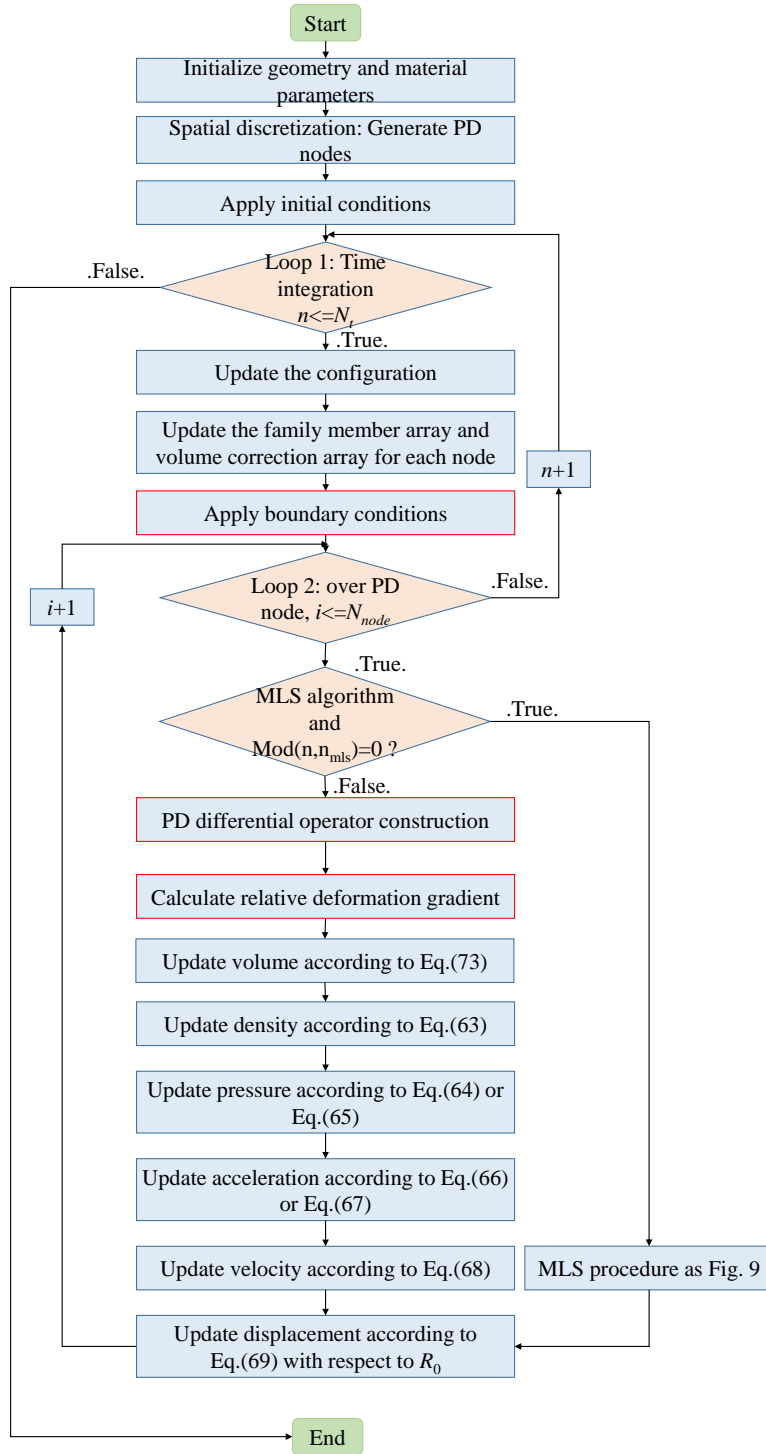 Start
Initialize geometry and material
parameters
Spatial discretization: Generate PD
nodes
Apply initial conditions
.False.
Loop 1: Time
integration
n<=N_t
.True.
Update the configuration
Update the family member array and
volume correction array for each node
n+1
Apply boundary conditions
i+1
Loop 2: over PD
node, i<=N_node
.False.
.True.
MLS algorithm
and
Mod(n,n_mls)=0 ?
.True.
.False.
PD differential operator construction
Calculate relative deformation gradient
Update volume according to Eq.(73)
Update density according to Eq.(63)
Update pressure according to Eq.(64) or
Eq.(65)
Update acceleration according to Eq.(66)
or Eq.(67)
Update velocity according to Eq.(68)
MLS procedure as Fig. 9
Update displacement according to
Eq.(69) with respect to R_0
End